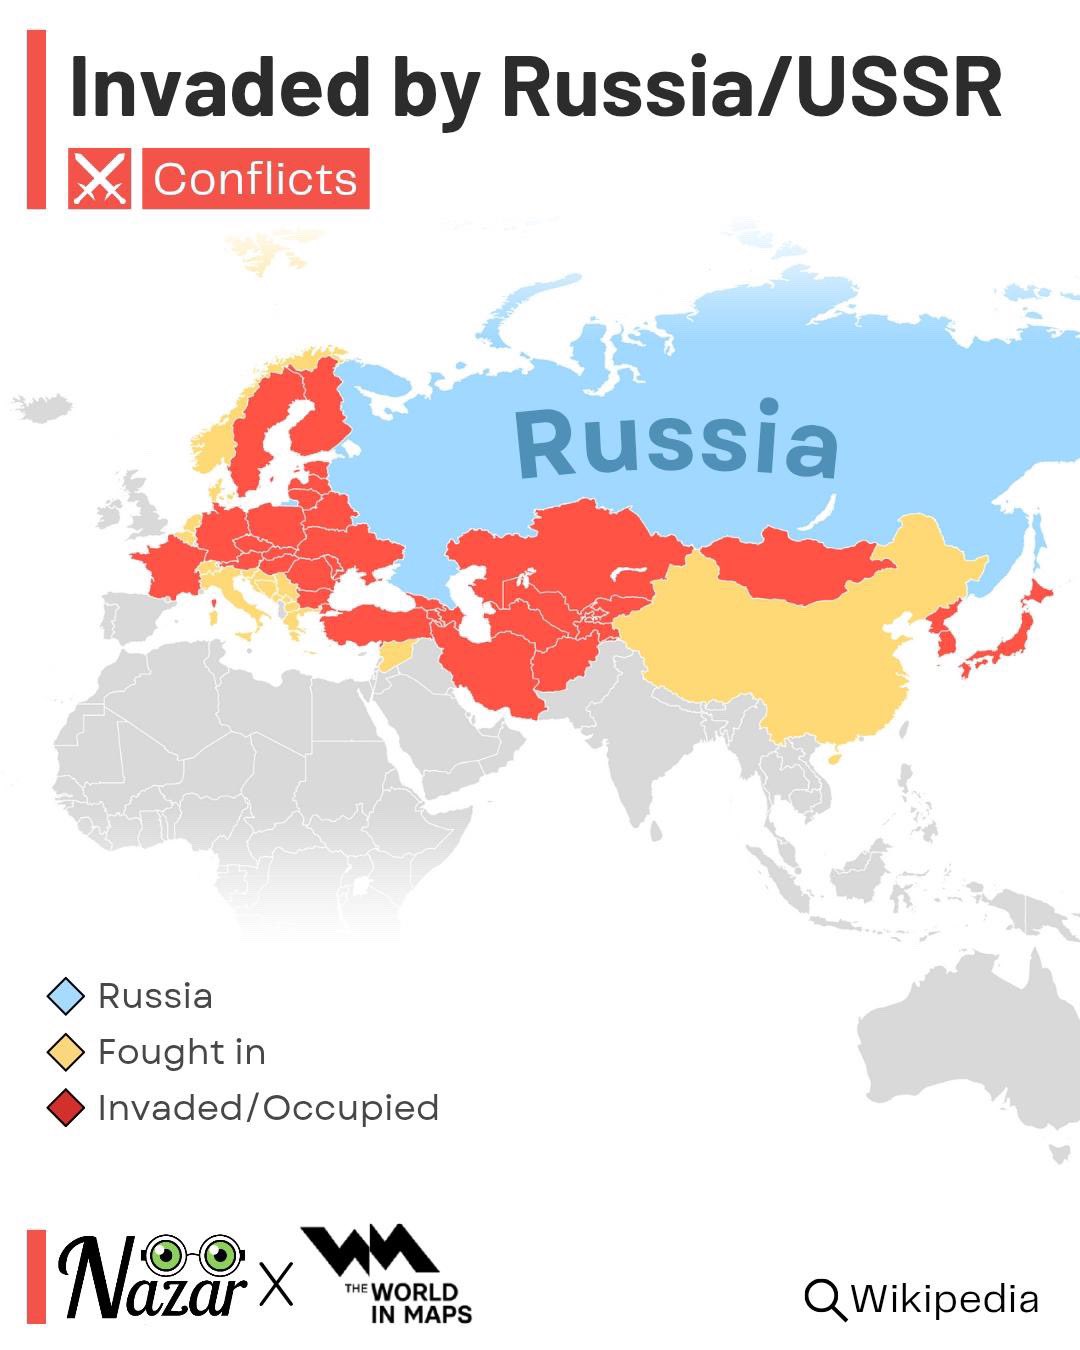 Invaded by Russia/USSR
Conflicts
Russia
Russia
Fought in
Invaded/Occupied
Nazar X THE WORLD IN MAPS
Wikipedia